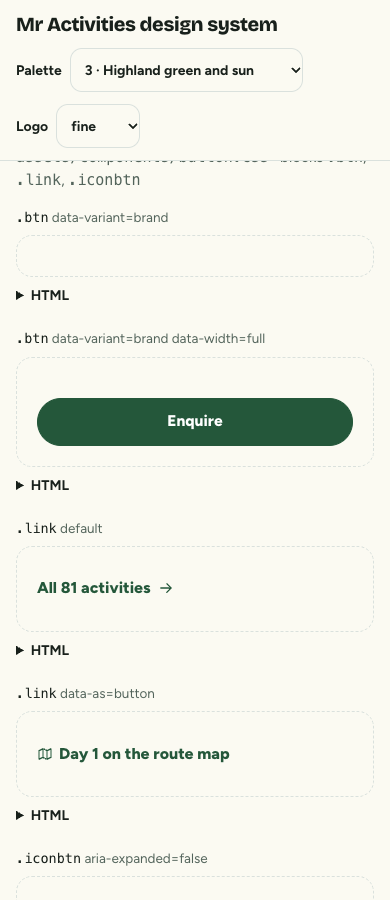 Mr Activities design system
Palette
3 · Highland green and sun
Logo
fine
.link, .iconbtn
.btn data-variant=brand
HTML
.btn data-variant=brand data-width=full
Enquire
HTML
.link default
All 81 activities →
HTML
.link data-as=button
Day 1 on the route map
HTML
.iconbtn aria-expanded=false